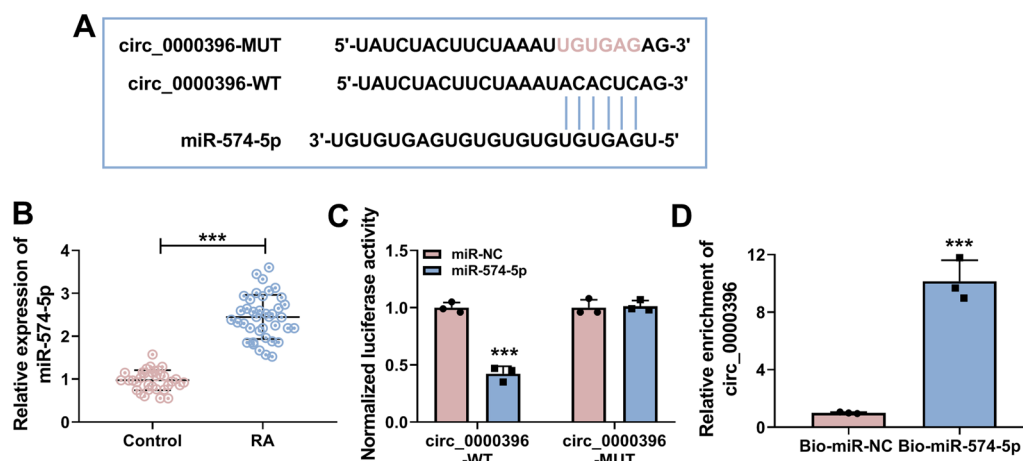 A
circ_0000396-MUT 5'-UAUCUACUUCUAAAUUGUGAGAG-3'
circ_0000396-WT 5'-UAUCUACUUCUAAAUACACUCAG-3'
miR-574-5p 3'-UGUGUGAGUGUGUGUGUGUGAGU-5'
B
Relative expression of
miR-574-5p
4
3
2
1
0
***
Control RA
C
Normalized luciferase activity
1.5
1.0
0.5
0.0
miR-NC
miR-574-5p
***
circ_0000396 circ_0000396
-WT -MUT
D
Relative enrichment of
circ_0000396
12
8
4
0
***
Bio-miR-NC Bio-miR-574-5p